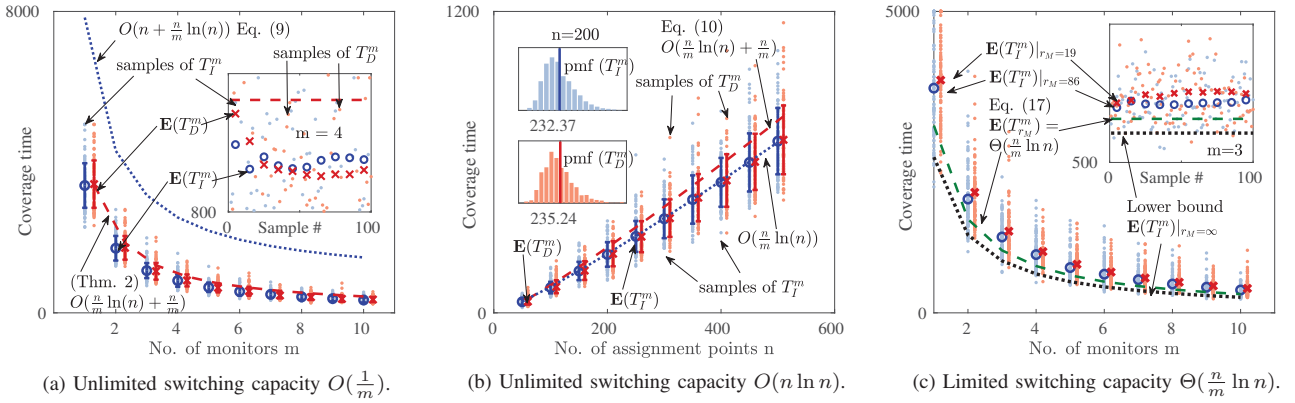 8000
Coverage time
0
O(n + n/m ln(n)) Eq. (9)
samples of T_I^m
samples of T_D^m
E(T_D^m)
m = 4
E(T_I^m)
800
0
Sample #
100
(Thm. 2)
O(n/m ln(n) + n/m)
2 4 6 8 10
No. of monitors m
(a) Unlimited switching capacity O(1/m).
1200
Coverage time
0
n=200
pmf (T_I^m)
232.37
pmf (T_D^m)
235.24
Eq. (10)
O(n/m ln(n) + n/m)
samples of T_D^m
E(T_D^m)
E(T_I^m)
O(n/m ln(n))
samples of T_I^m
0 200 400 600
No. of assignment points n
(b) Unlimited switching capacity O(n ln n).
5000
Coverage time
0
E(T_I^m)|r_M=19
E(T_I^m)|r_M=86
Eq. (17)
E(T_{r_M}^m) =
Θ(n/m ln n)
500
m=3
0
Sample #
100
Lower bound
E(T_I^m)|r_M=∞
2 4 6 8 10
No. of monitors m
(c) Limited switching capacity Θ(n/m ln n).